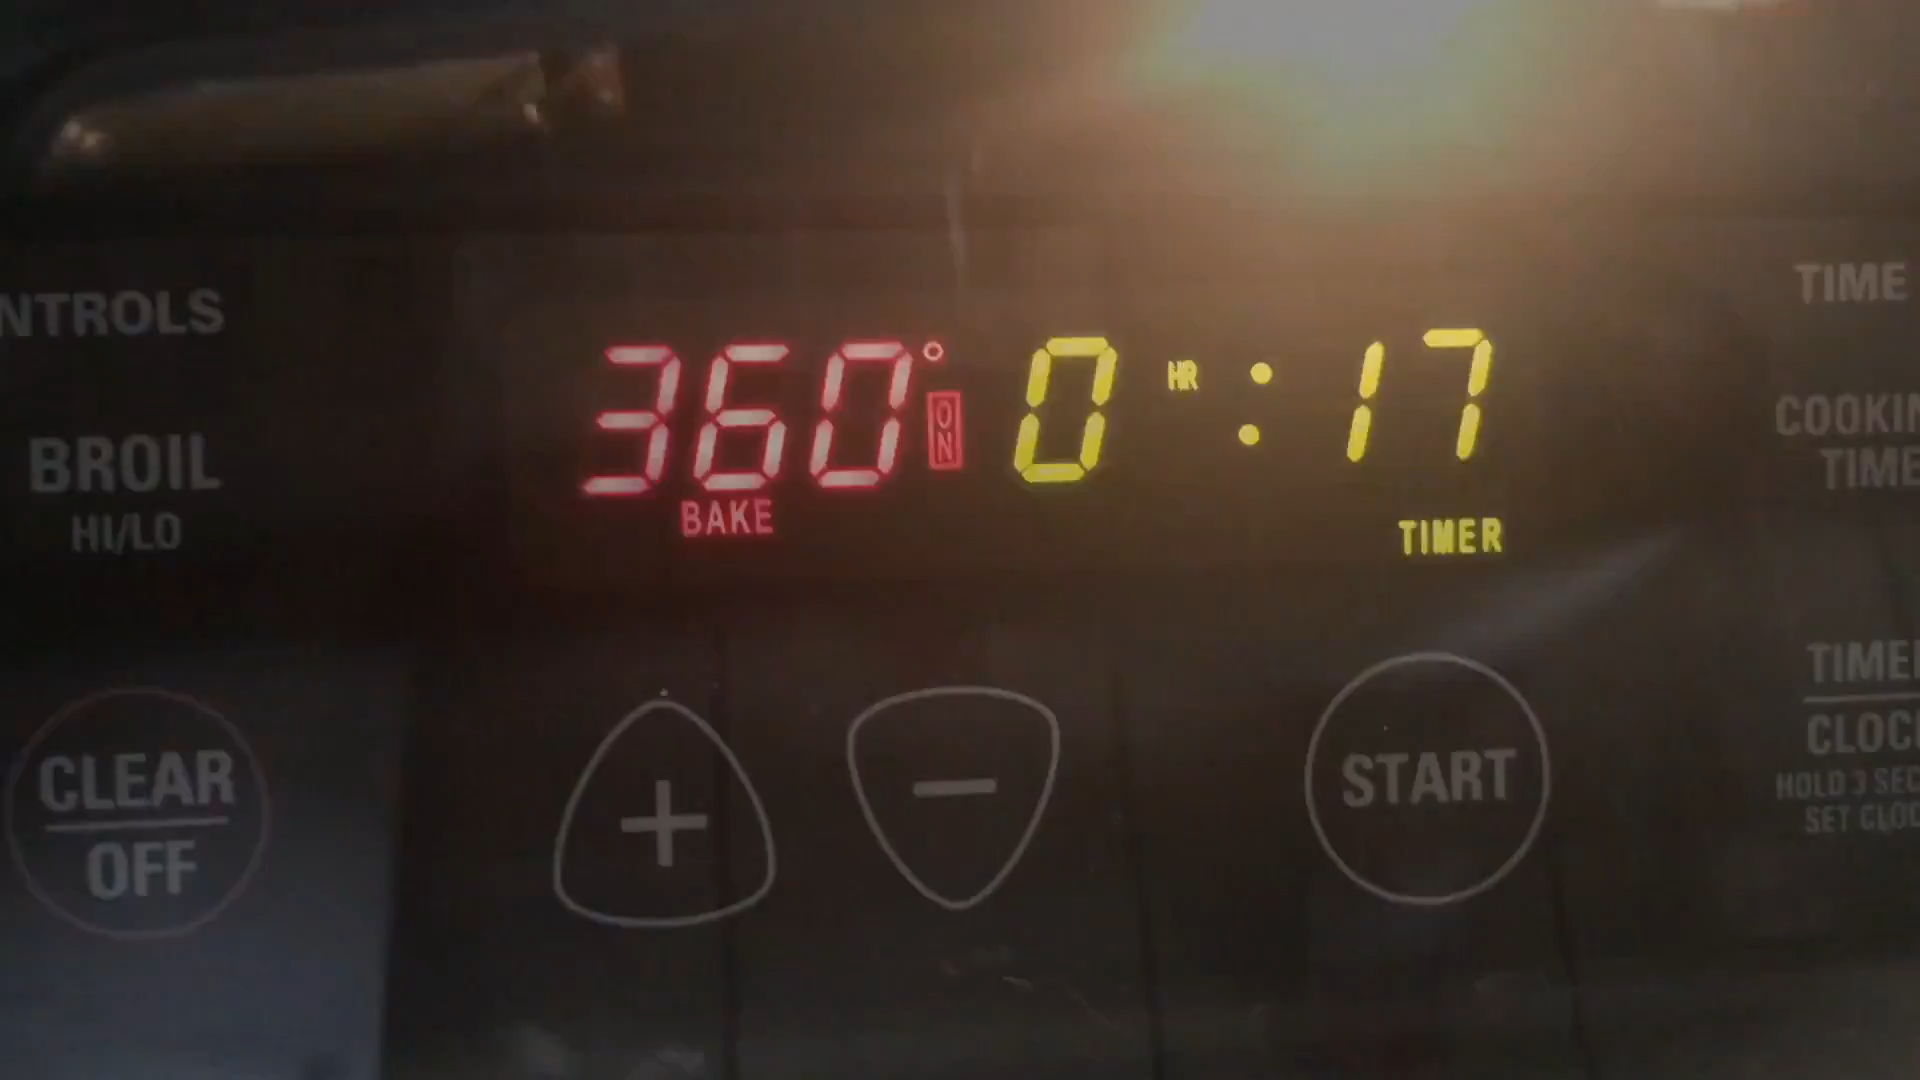 NTROLS
BROIL
HI/LO
CLEAR
OFF
360° ON
BAKE
0 HR : 17
TIMER
+
−
START
TIME
COOKIN
TIME
TIME
CLOC
HOLD 3 SEC
SET CLOC